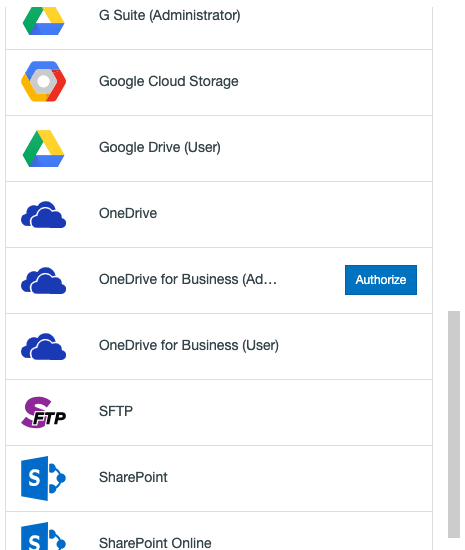 G Suite (Administrator)
Google Cloud Storage
Google Drive (User)
OneDrive
OneDrive for Business (Ad...
Authorize
OneDrive for Business (User)
SFTP
SFTP
SharePoint
S
SharePoint Online
S